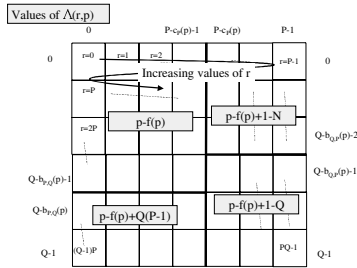 Values of Λ(r,p)
0 P-c_P(p)-1 P-c_P(p) P-1
0 r=0 r=1 r=2 r=P-1 0
Increasing values of r
r=P
p-f(p) p-f(p)+1-N
r=2P Q-b_{Q,P}(p)-2
Q-b_{P,Q}(p)-1 Q-b_{Q,P}(p)-1
Q-b_{P,Q}(p) p-f(p)+Q(P-1) p-f(p)+1-Q
Q-1 (Q-1)P PQ-1 Q-1